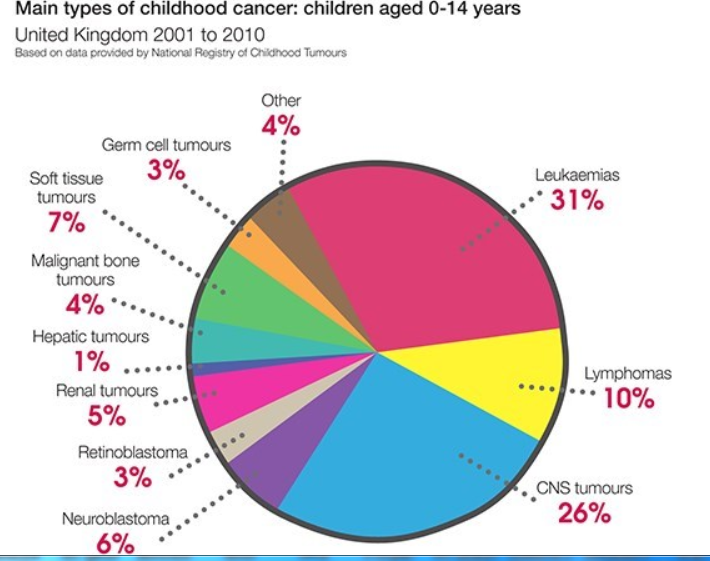 Main types of childhood cancer: children aged 0-14 years
United Kingdom 2001 to 2010
Based on data provided by National Registry of Childhood Tumours
Other
4%
Germ cell tumours
3%
Soft tissue
tumours
7%
Malignant bone
tumours
4%
Hepatic tumours
1%
Renal tumours
5%
Retinoblastoma
3%
Neuroblastoma
6%
Leukaemias
31%
Lymphomas
10%
CNS tumours
26%